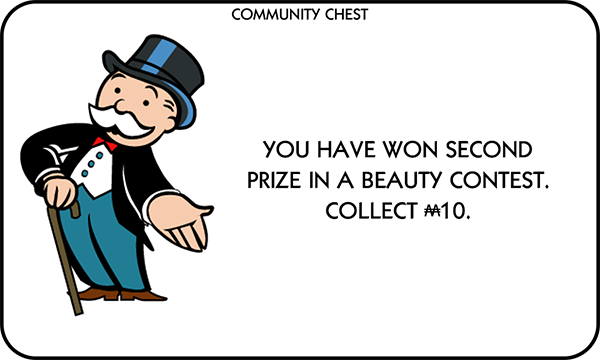 COMMUNITY CHEST
YOU HAVE WON SECOND
PRIZE IN A BEAUTY CONTEST.
COLLECT ₩10.